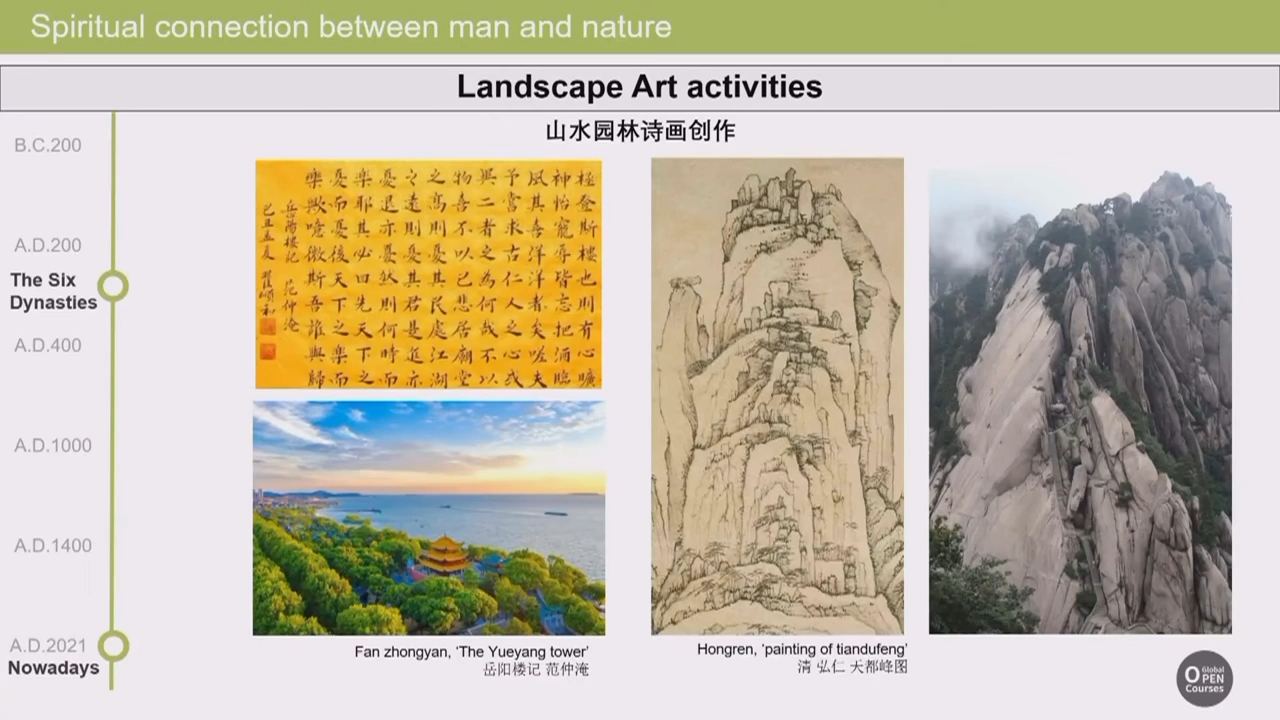 Spiritual connection between man and nature
Landscape Art activities
山水园林诗画创作
B.C.200
A.D.200
The Six
Dynasties
A.D.400
A.D.1000
A.D.1400
A.D.2021
Nowadays
極登斯樓也則有心曠
神怡寵辱皆忘把酒臨
風其喜洋洋者矣嗟夫
予嘗求古仁人之心或
異二者之為何哉不以
物喜不以己悲居廟堂
之高則憂其民處江湖
之遠則憂其君是進亦
憂退亦憂然則何時而
樂耶其必曰先天下之
憂而憂後天下之樂而
樂歟噫微斯吾誰與歸
岳陽樓記 范仲淹
己丑孟夏
Fan zhongyan, ‘The Yueyang tower’
岳阳楼记 范仲淹
Hongren, ‘painting of tiandufeng’
清 弘仁 天都峰图
Global
OPEN
Courses